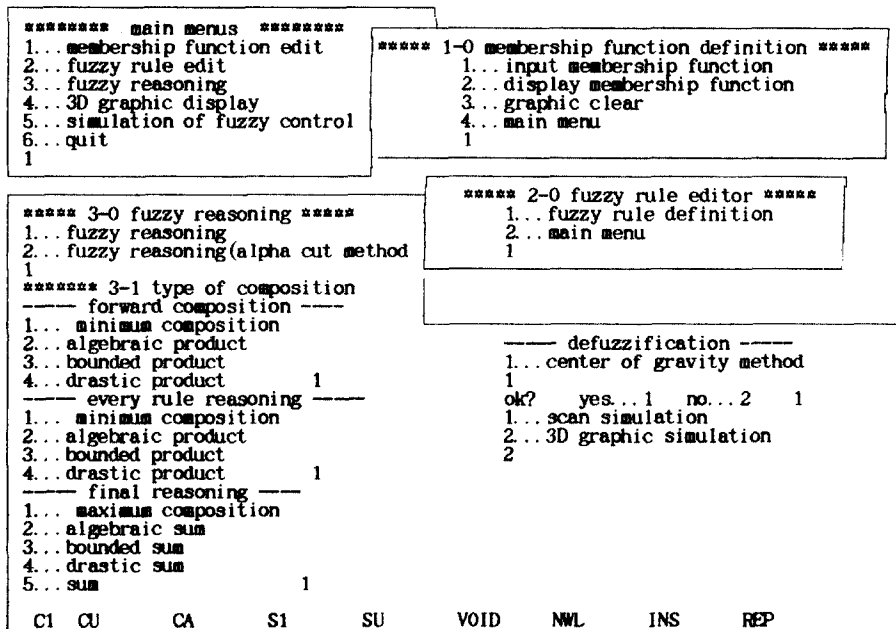 ******** main menus ********
1...membership function edit
2...fuzzy rule edit
3...fuzzy reasoning
4...3D graphic display
5...simulation of fuzzy control
6...quit
1
***** 1-0 membership function definition *****
1...input membership function
2...display membership function
3...graphic clear
4...main menu
1
***** 2-0 fuzzy rule editor *****
1...fuzzy rule definition
2...main menu
1
***** 3-0 fuzzy reasoning *****
1...fuzzy reasoning
2...fuzzy reasoning(alpha cut method
1
******* 3-1 type of composition
---- forward composition ----
1... minimum composition
2...algebraic product
3...bounded product
4...drastic product 1
---- every rule reasoning ----
1... minimum composition
2...algebraic product
3...bounded product
4...drastic product 1
---- final reasoning ----
1... maximum composition
2...algebraic sum
3...bounded sum
4...drastic sum
5...sum 1
---- defuzzification ----
1...center of gravity method
1
ok? yes...1 no...2 1
1...scan simulation
2...3D graphic simulation
2
C1 CU CA S1 SU VOID NWL INS REP